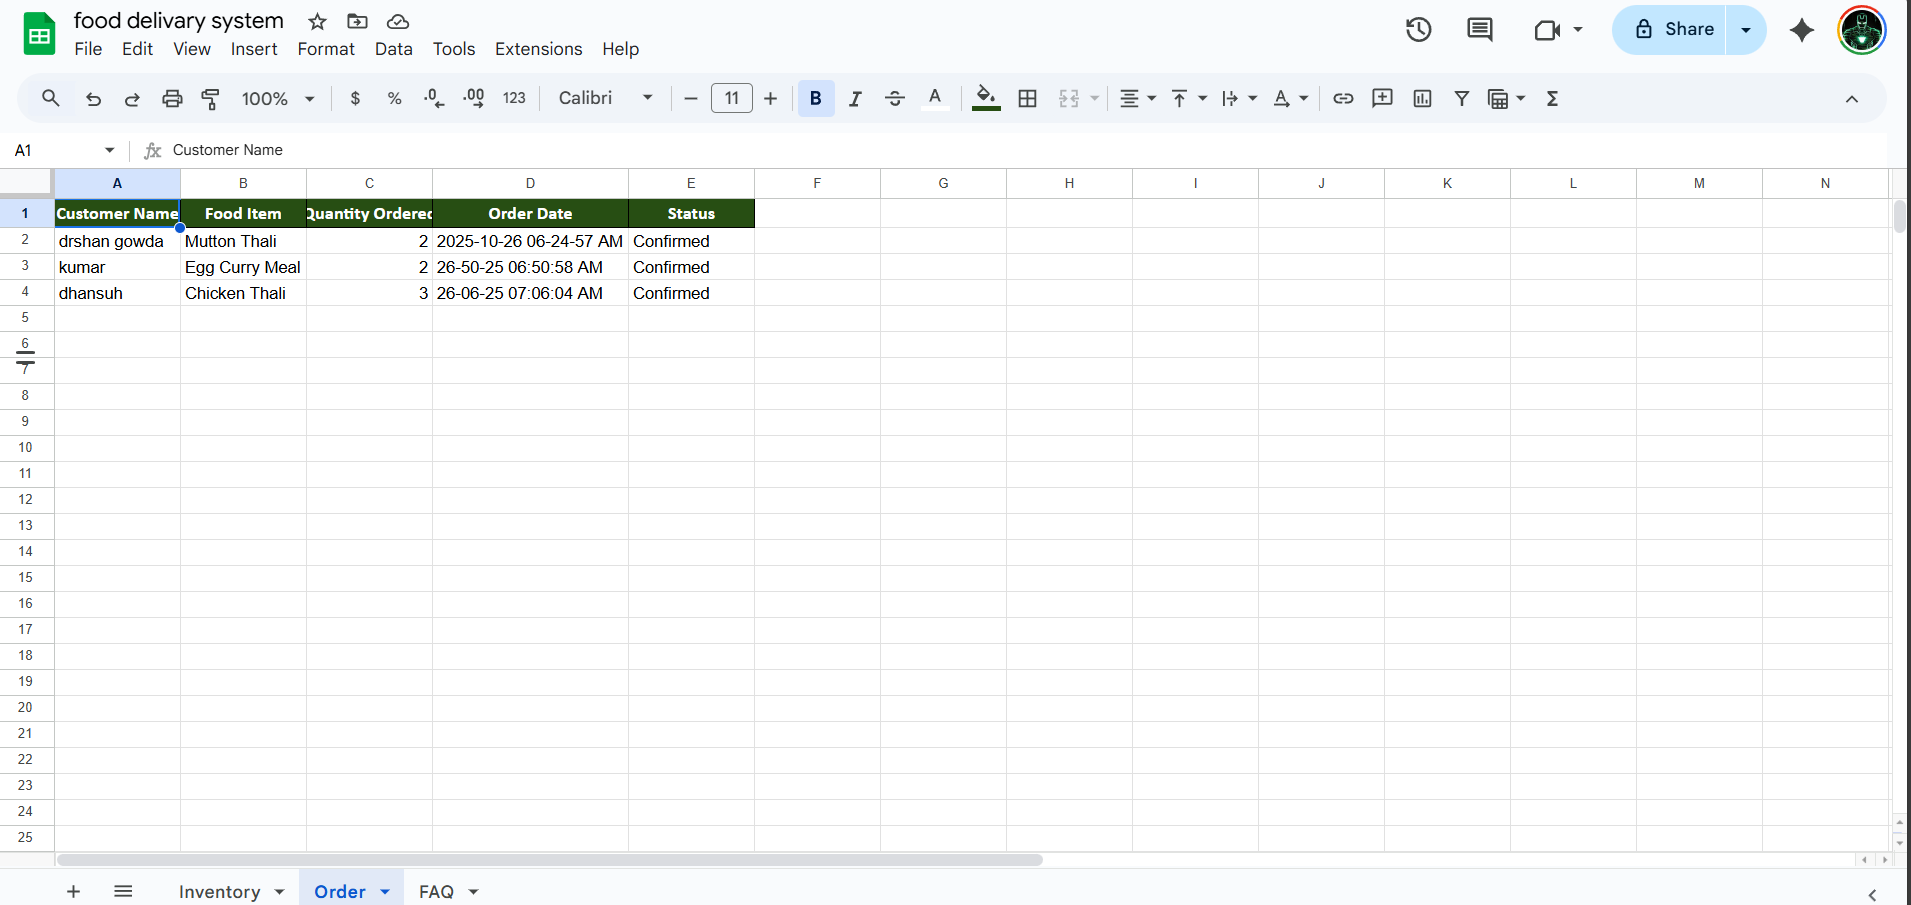 food delivary system
File Edit View Insert Format Data Tools Extensions Help
Share
100% $ % .0 .00 123 Calibri 11 B I S A A Σ
A1 fx Customer Name
A B C D E F G H I J K L M N
1 Customer Name Food Item Quantity Ordered Order Date Status
2 drshan gowda Mutton Thali 2 2025-10-26 06-24-57 AM Confirmed
3 kumar Egg Curry Meal 2 26-50-25 06:50:58 AM Confirmed
4 dhansuh Chicken Thali 3 26-06-25 07:06:04 AM Confirmed
5
6
7
8
9
10
11
12
13
14
15
16
17
18
19
20
21
22
23
24
25
Inventory Order FAQ